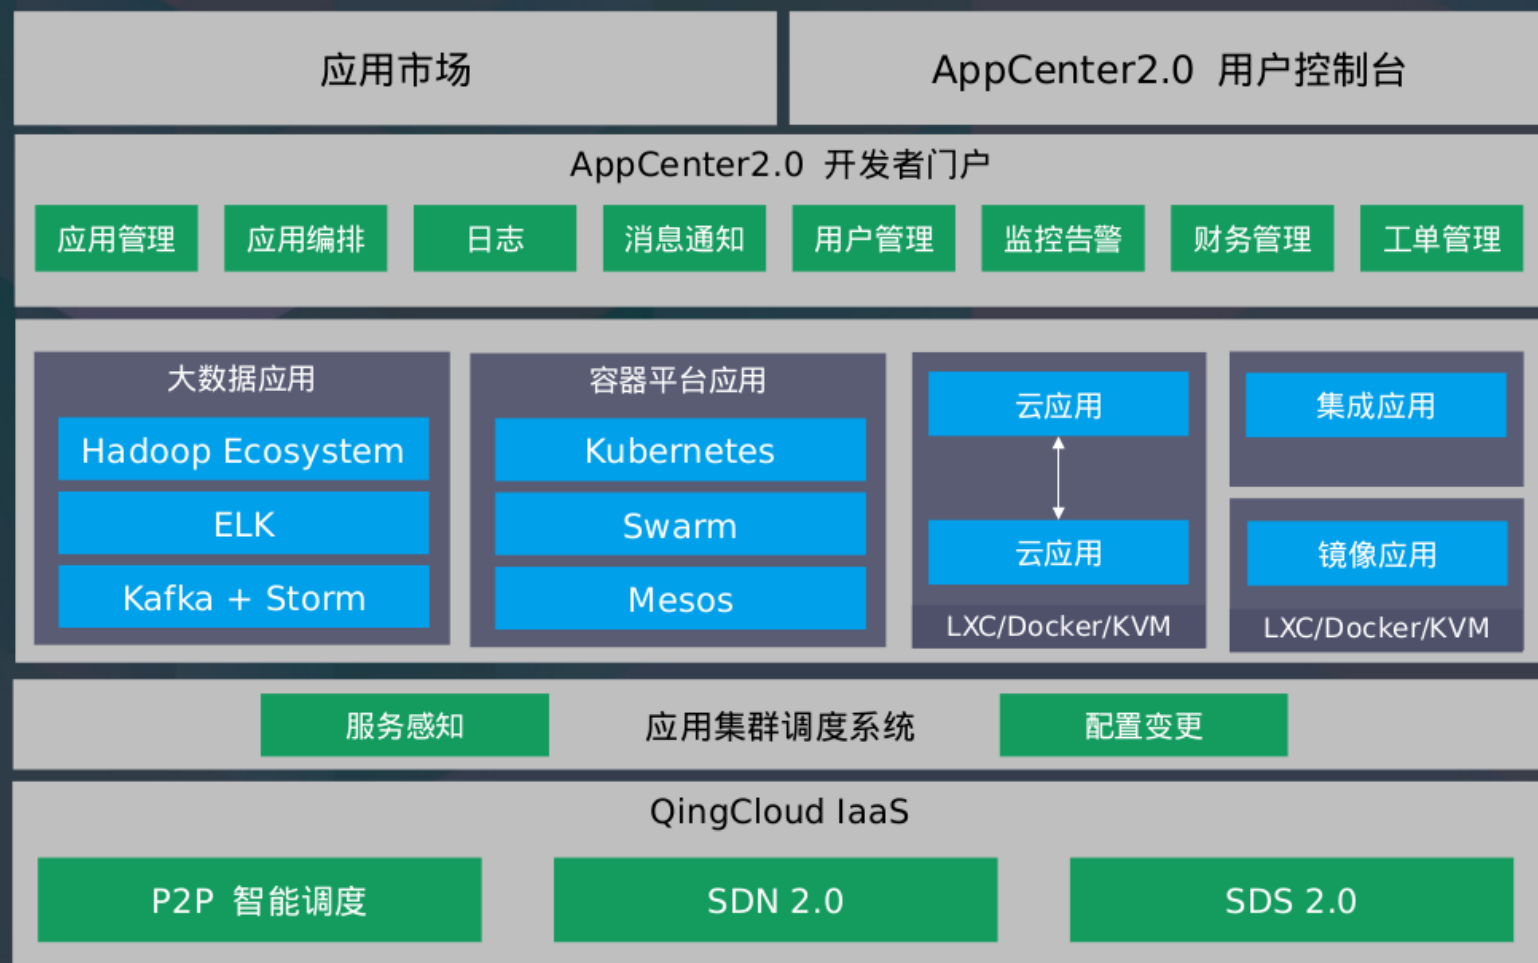 应用市场
AppCenter2.0 用户控制台
AppCenter2.0 开发者门户
应用管理
应用编排
日志
消息通知
用户管理
监控告警
财务管理
工单管理
大数据应用
Hadoop Ecosystem
ELK
Kafka + Storm
容器平台应用
Kubernetes
Swarm
Mesos
云应用
云应用
LXC/Docker/KVM
集成应用
镜像应用
LXC/Docker/KVM
服务感知
应用集群调度系统
配置变更
QingCloud IaaS
P2P 智能调度
SDN 2.0
SDS 2.0